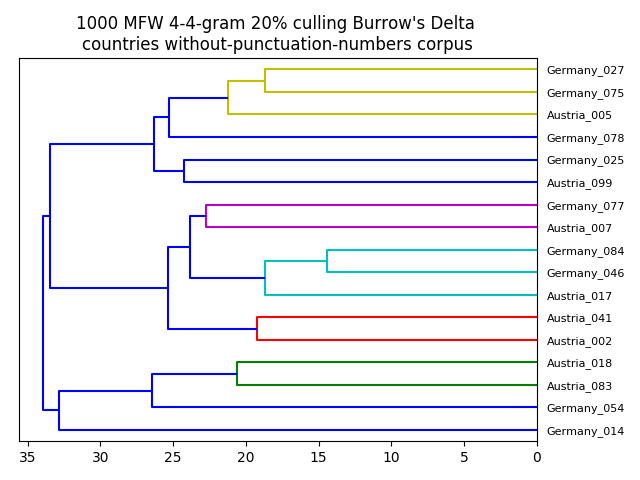 1000 MFW 4-4-gram 20% culling Burrow's Delta
countries without-punctuation-numbers corpus
Germany_027
Germany_075
Austria_005
Germany_078
Germany_025
Austria_099
Germany_077
Austria_007
Germany_084
Germany_046
Austria_017
Austria_041
Austria_002
Austria_018
Austria_083
Germany_054
Germany_014
35 30 25 20 15 10 5 0